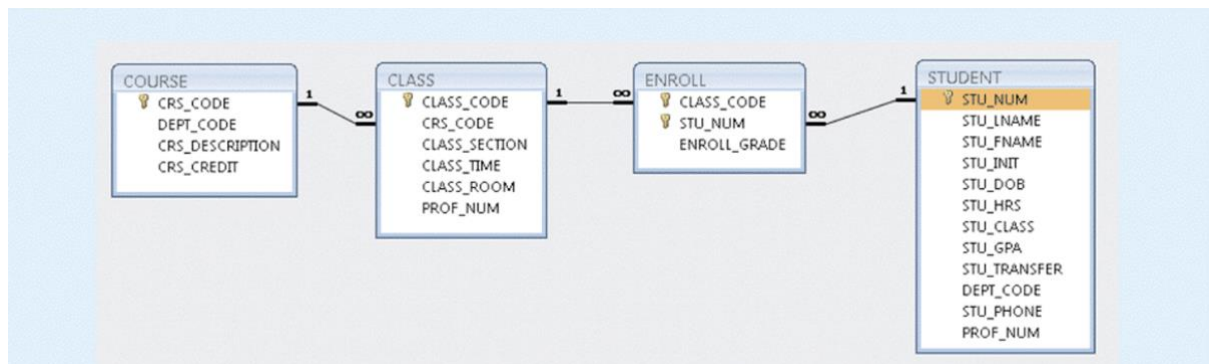 COURSE
CRS_CODE
DEPT_CODE
CRS_DESCRIPTION
CRS_CREDIT
1
∞
CLASS
CLASS_CODE
CRS_CODE
CLASS_SECTION
CLASS_TIME
CLASS_ROOM
PROF_NUM
1
∞
ENROLL
CLASS_CODE
STU_NUM
ENROLL_GRADE
∞
1
STUDENT
STU_NUM
STU_LNAME
STU_FNAME
STU_INIT
STU_DOB
STU_HRS
STU_CLASS
STU_GPA
STU_TRANSFER
DEPT_CODE
STU_PHONE
PROF_NUM